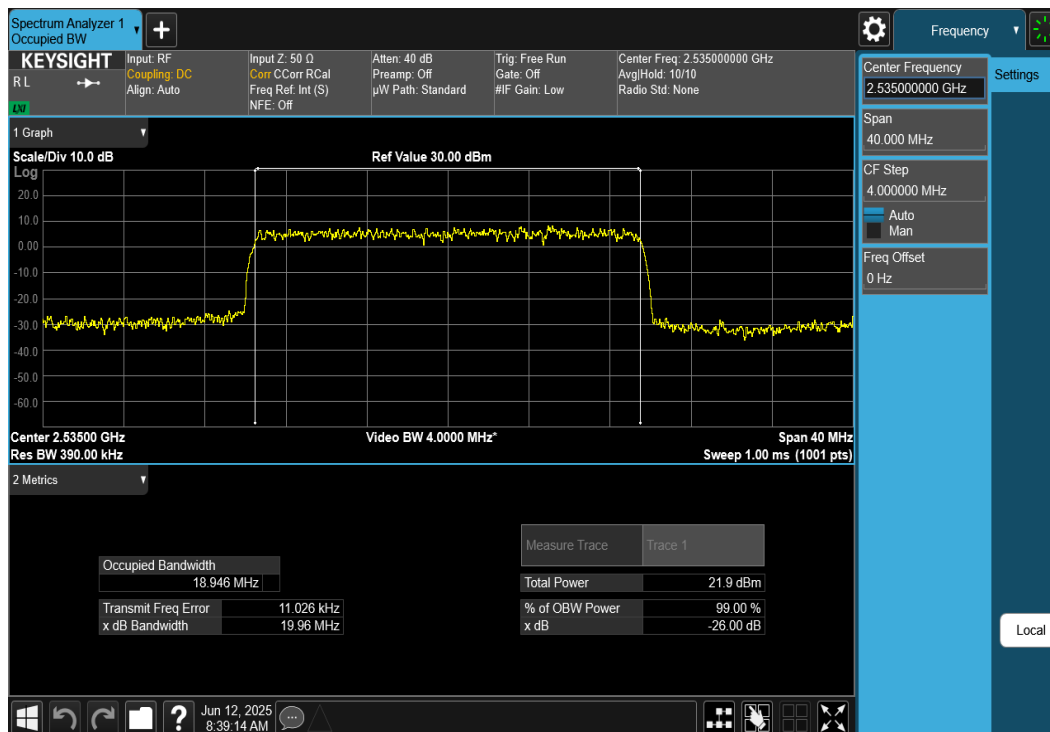 Spectrum Analyzer 1
Occupied BW
+
Frequency
KEYSIGHT
R L
LXI
Input: RF
Coupling: DC
Align: Auto
Input Z: 50 Ω
Corr CCorr RCal
Freq Ref: Int (S)
NFE: Off
Atten: 40 dB
Preamp: Off
µW Path: Standard
Trig: Free Run
Gate: Off
#IF Gain: Low
Center Freq: 2.535000000 GHz
Avg|Hold: 10/10
Radio Std: None
Center Frequency
2.535000000 GHz
Settings
Span
40.000 MHz
CF Step
4.000000 MHz
Auto
Man
Freq Offset
0 Hz
1 Graph
Scale/Div 10.0 dB
Ref Value 30.00 dBm
Log
20.0
10.0
0.00
-10.0
-20.0
-30.0
-40.0
-50.0
-60.0
Center 2.53500 GHz
Video BW 4.0000 MHz*
Span 40 MHz
Res BW 390.00 kHz
Sweep 1.00 ms (1001 pts)
2 Metrics
Measure Trace
Trace 1
Occupied Bandwidth
18.946 MHz
Total Power
21.9 dBm
Transmit Freq Error
11.026 kHz
% of OBW Power
99.00 %
x dB Bandwidth
19.96 MHz
x dB
-26.00 dB
Local
?
Jun 12, 2025
8:39:14 AM